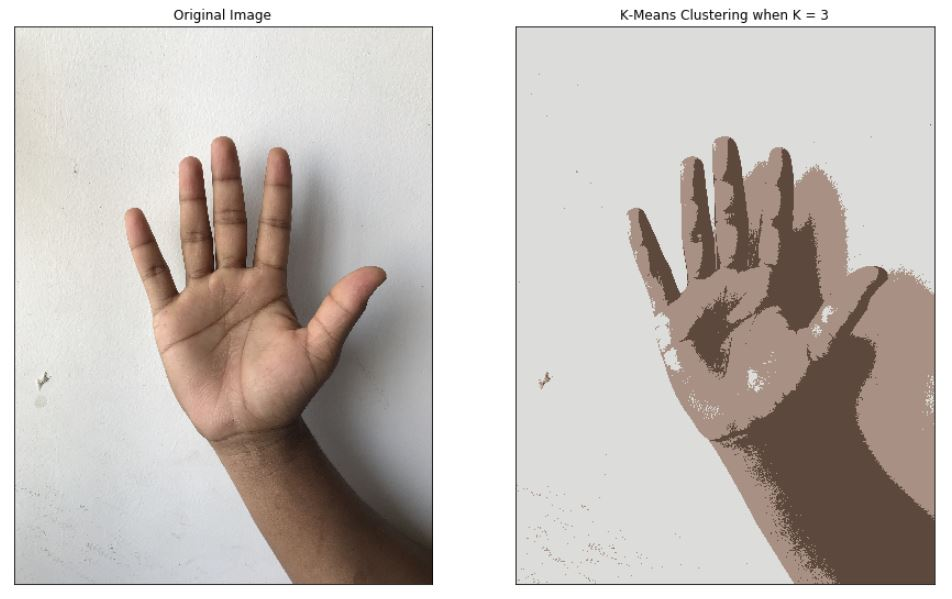 Original Image
K-Means Clustering when K = 3